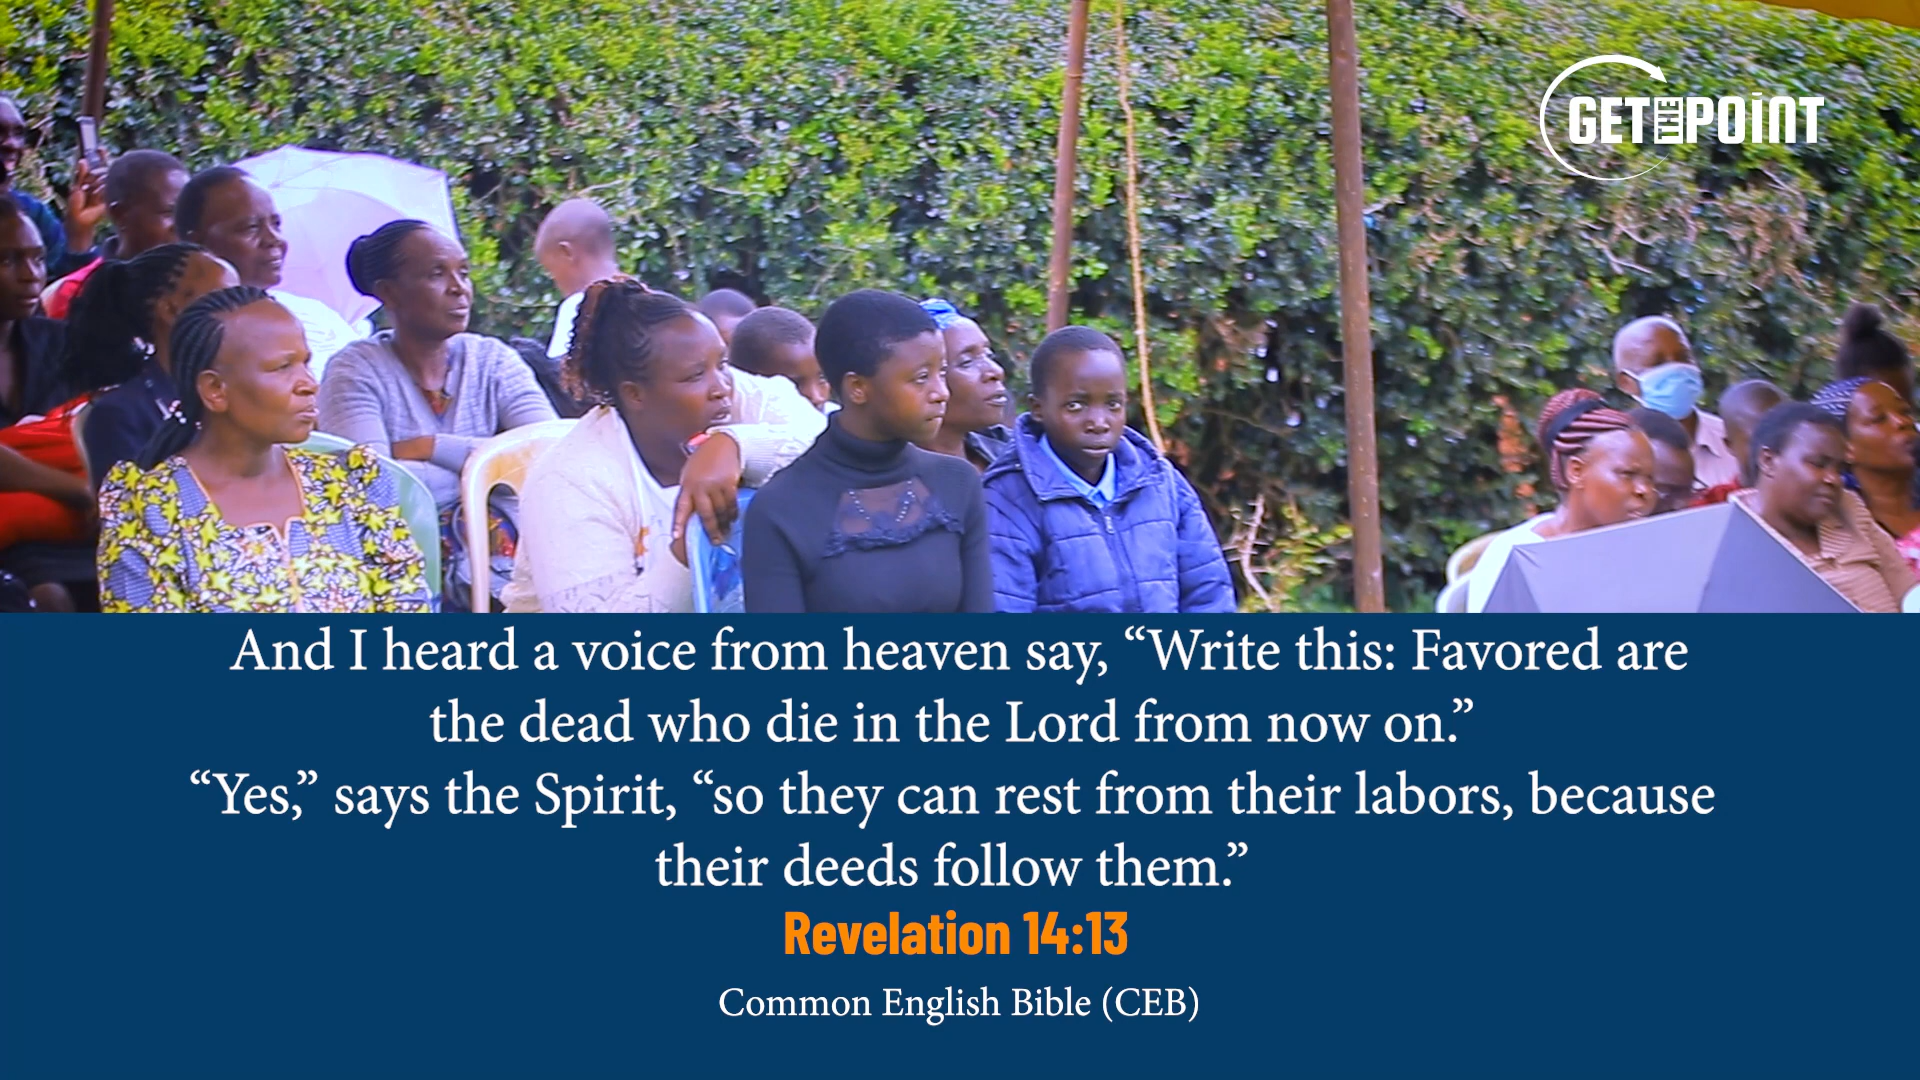 GET THE POINT
And I heard a voice from heaven say, “Write this: Favored are
the dead who die in the Lord from now on.”
“Yes,” says the Spirit, “so they can rest from their labors, because
their deeds follow them.”
Revelation 14:13
Common English Bible (CEB)